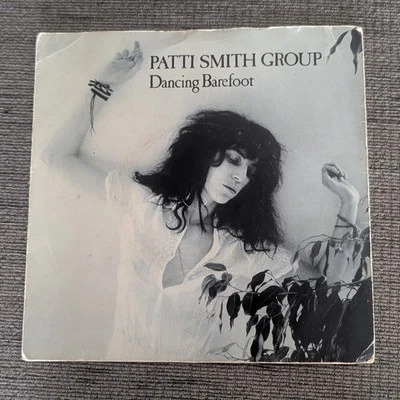 PATTI SMITH GROUP
Dancing Barefoot